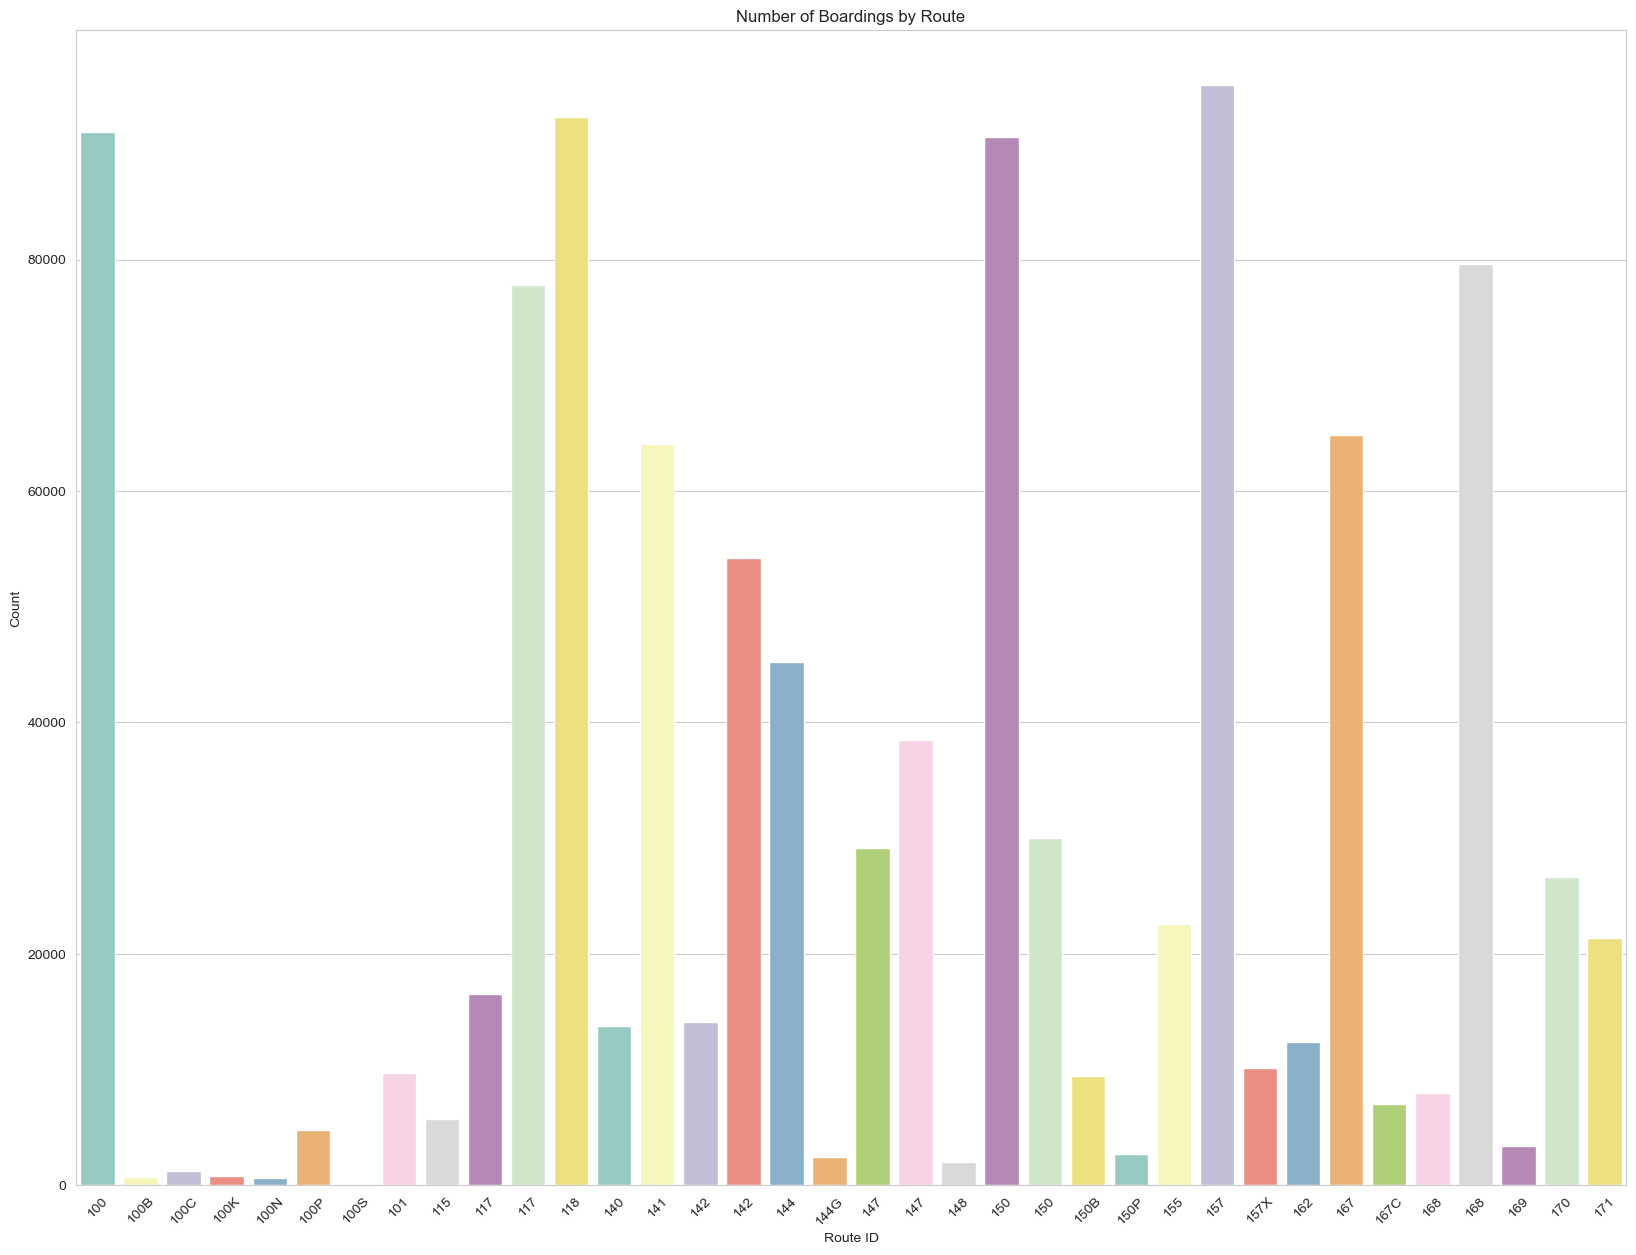 Number of Boardings by Route
Count
80000
60000
40000
20000
0
100 100B 100C 100K 100N 100P 100S 101 115 117 117 118 140 141 142 142 144 144G 147 147 148 150 150 150B 150P 155 157 157X 162 167 167C 168 168 169 170 171
Route ID